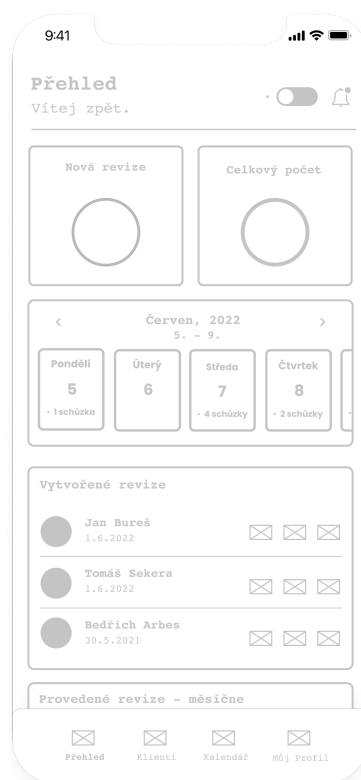 9:41
Přehled
Vítej zpět.
Nová revize
Celkový počet
Červen, 2022
5. – 9.
Pondělí
5
• 1 schůzka
Úterý
6
Středa
7
• 4 schůzky
Čtvrtek
8
• 2 schůzky
Vytvořené revize
Jan Bureš
1.6.2022
Tomáš Sekera
1.6.2022
Bedřich Arbes
30.5.2021
Provedené revize – měsíčne
Přehled
Klienti
Kalendář
Můj Profil